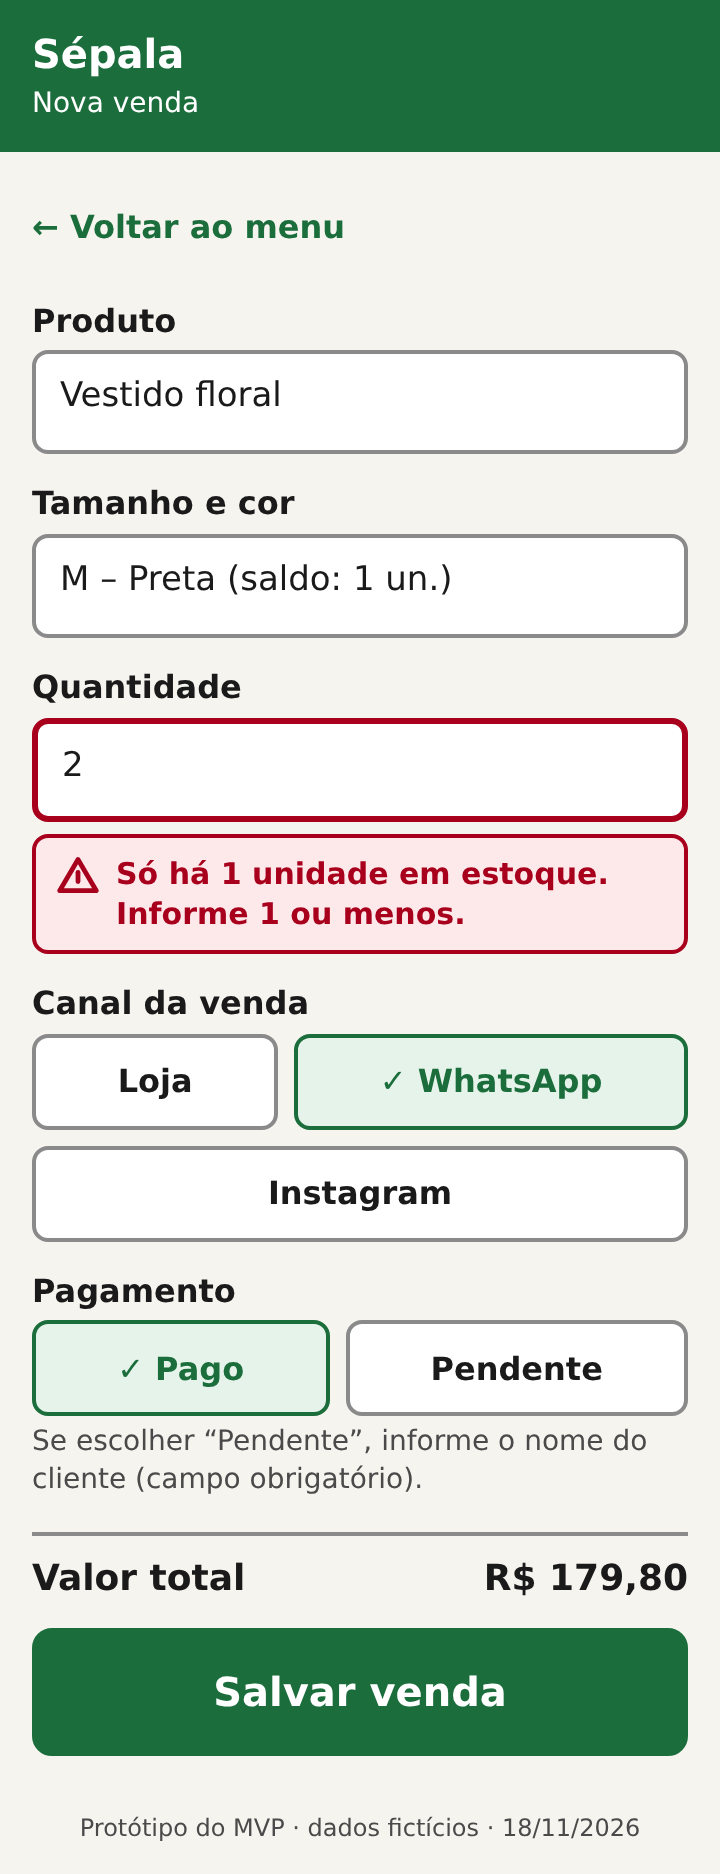 Sépala
Nova venda
← Voltar ao menu
Produto
Vestido floral
Tamanho e cor
M – Preta (saldo: 1 un.)
Quantidade
2
Só há 1 unidade em estoque.
Informe 1 ou menos.
Canal da venda
Loja
✓ WhatsApp
Instagram
Pagamento
✓ Pago
Pendente
Se escolher “Pendente”, informe o nome do
cliente (campo obrigatório).
Valor total R$ 179,80
Salvar venda
Protótipo do MVP · dados fictícios · 18/11/2026